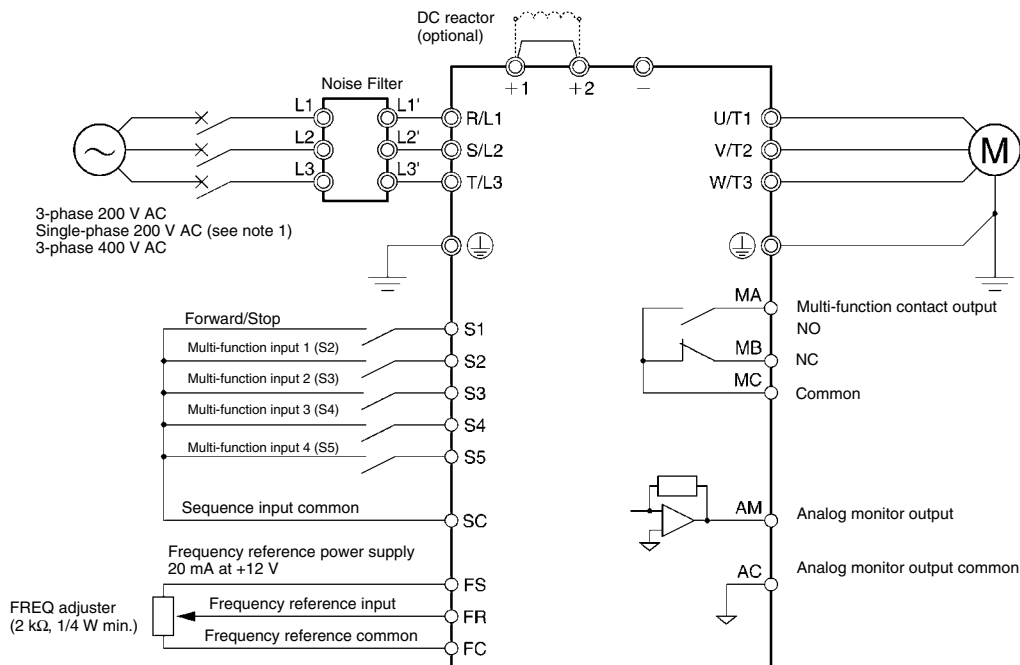 DC reactor
(optional)
+1
+2
−
Noise Filter
L1
L1'
R/L1
U/T1
L2
L2'
S/L2
V/T2
M
L3
L3'
T/L3
W/T3
3-phase 200 V AC
Single-phase 200 V AC (see note 1)
3-phase 400 V AC
MA
Multi-function contact output
NO
Forward/Stop
S1
Multi-function input 1 (S2)
S2
MB
NC
Multi-function input 2 (S3)
S3
MC
Common
Multi-function input 3 (S4)
S4
Multi-function input 4 (S5)
S5
Sequence input common
SC
AM
Analog monitor output
Frequency reference power supply
20 mA at +12 V
FS
AC
Analog monitor output common
FREQ adjuster
(2 kΩ, 1/4 W min.)
Frequency reference input
FR
Frequency reference common
FC